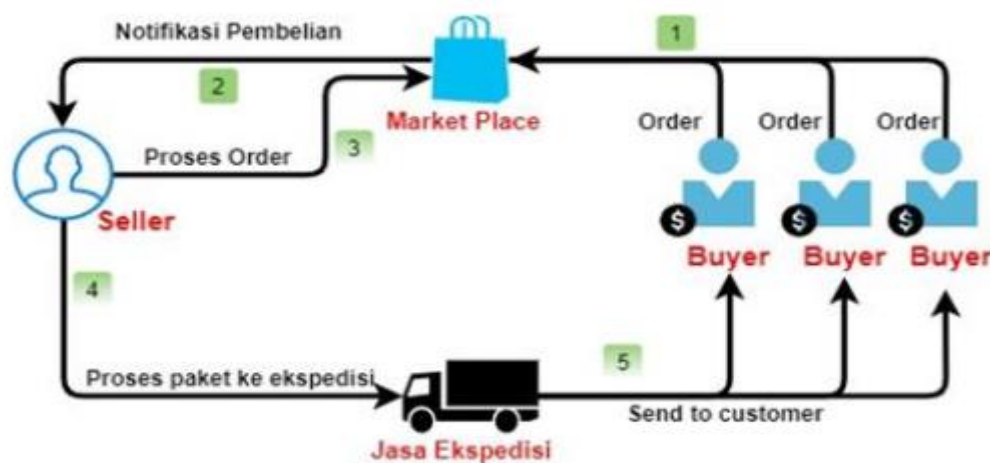 Notifikasi Pembelian
1
2
Market Place
Order
Order
Order
3
Proses Order
$
$
$
Seller
Buyer
Buyer
Buyer
4
5
Proses paket ke ekspedisi
Send to customer
Jasa Ekspedisi